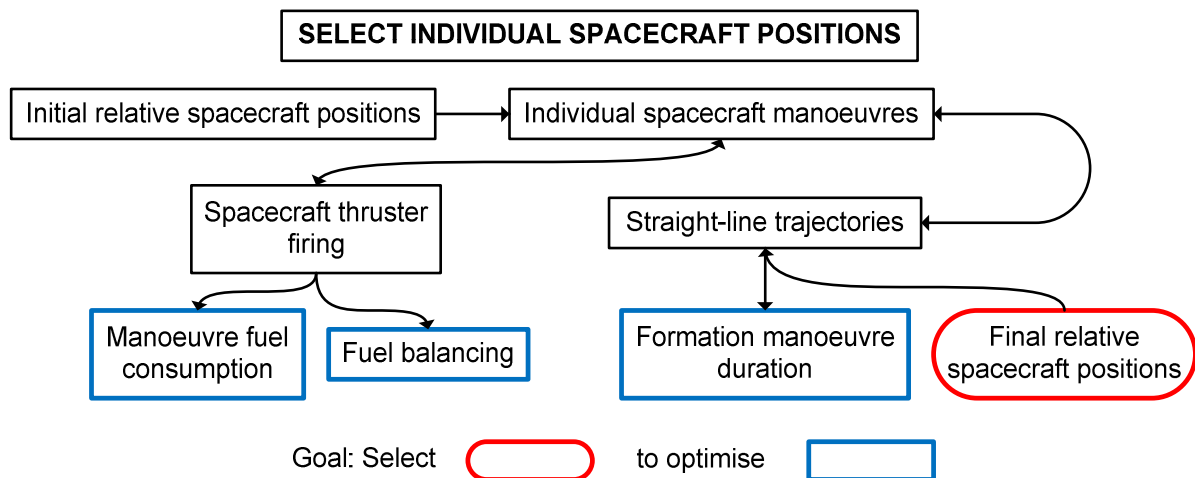 SELECT INDIVIDUAL SPACECRAFT POSITIONS
Initial relative spacecraft positions
Individual spacecraft manoeuvres
Spacecraft thruster
firing
Straight-line trajectories
Manoeuvre fuel
consumption
Fuel balancing
Formation manoeuvre
duration
Final relative
spacecraft positions
Goal: Select
to optimise